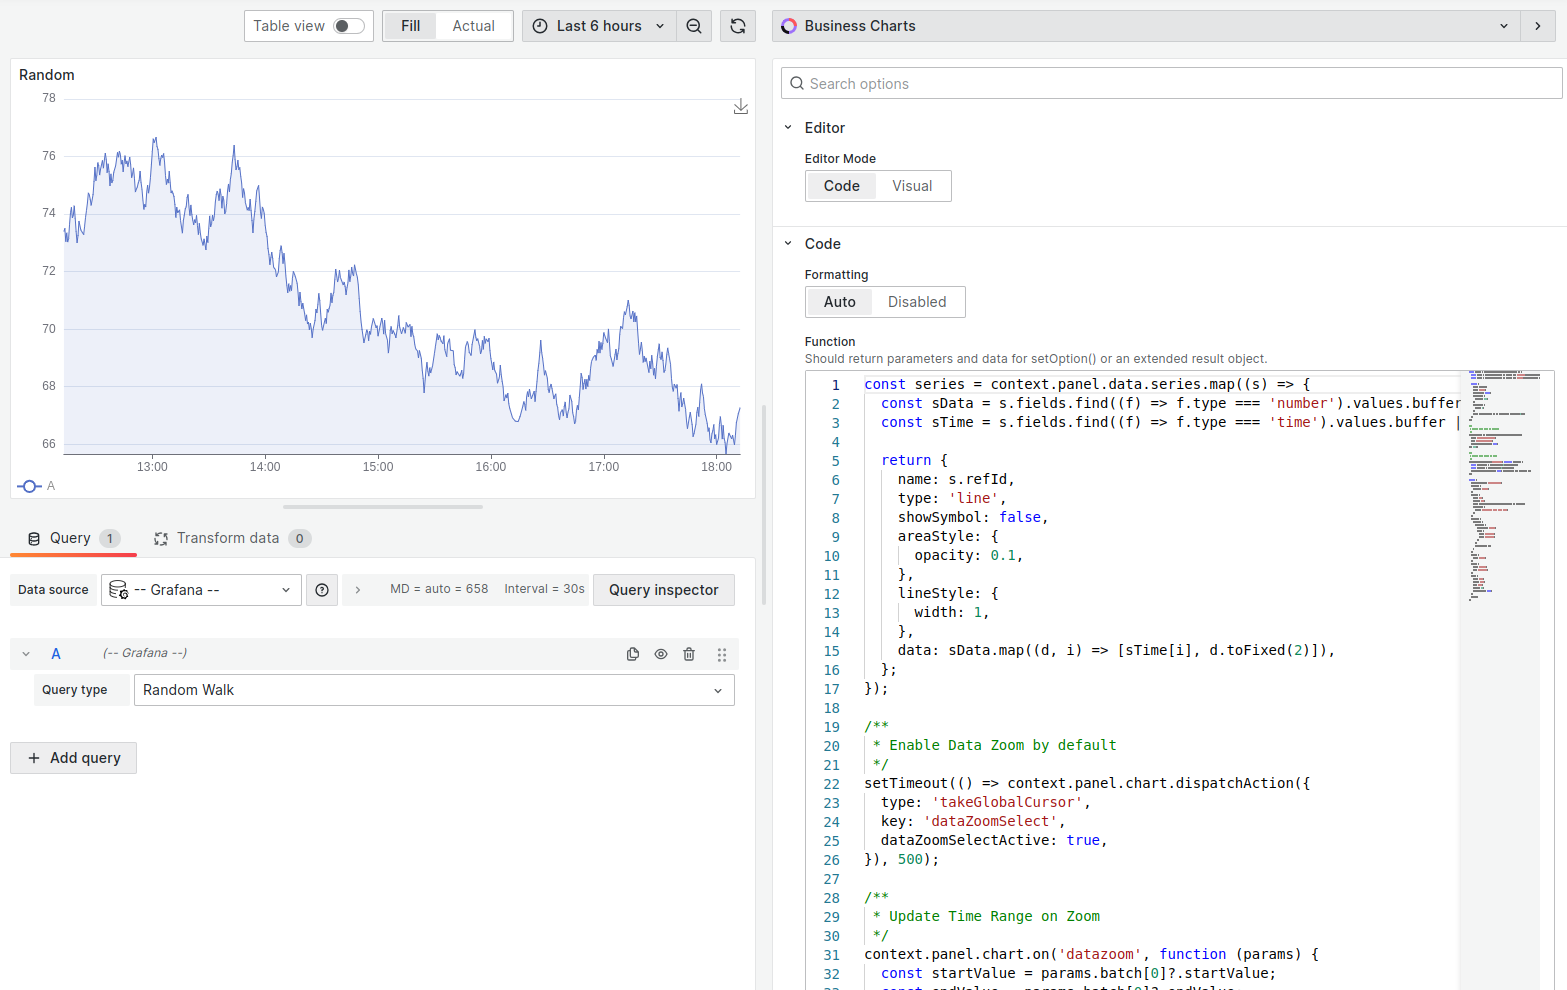 Table view
Fill Actual
Last 6 hours
Business Charts
Random
78
76
74
72
70
68
66
13:00 14:00 15:00 16:00 17:00 18:00
A
Query 1
Transform data 0
Data source
-- Grafana --
MD = auto = 658 Interval = 30s
Query inspector
A (-- Grafana --)
Query type
Random Walk
+ Add query
Search options
Editor
Editor Mode
Code Visual
Code
Formatting
Auto Disabled
Function
Should return parameters and data for setOption() or an extended result object.
1 const series = context.panel.data.series.map((s) => {
2 const sData = s.fields.find((f) => f.type === 'number').values.buffer
3 const sTime = s.fields.find((f) => f.type === 'time').values.buffer |
4
5 return {
6 name: s.refId,
7 type: 'line',
8 showSymbol: false,
9 areaStyle: {
10 opacity: 0.1,
11 },
12 lineStyle: {
13 width: 1,
14 },
15 data: sData.map((d, i) => [sTime[i], d.toFixed(2)]),
16 };
17 });
18
19 /**
20 * Enable Data Zoom by default
21 */
22 setTimeout(() => context.panel.chart.dispatchAction({
23 type: 'takeGlobalCursor',
24 key: 'dataZoomSelect',
25 dataZoomSelectActive: true,
26 }), 500);
27
28 /**
29 * Update Time Range on Zoom
30 */
31 context.panel.chart.on('datazoom', function (params) {
32 const startValue = params.batch[0]?.startValue;